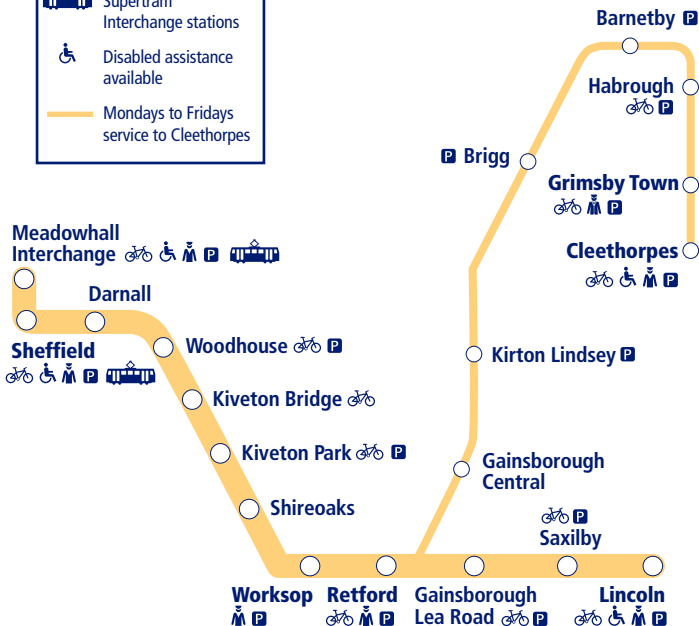 Supertram
Interchange stations
Disabled assistance
available
Mondays to Fridays
service to Cleethorpes
Barnetby P
Habrough
P
P Brigg
Grimsby Town
P
Cleethorpes
P
Meadowhall
Interchange P
Darnall
Sheffield
P
Woodhouse P
Kiveton Bridge
Kiveton Park P
Shireoaks
Kirton Lindsey P
Gainsborough
Central
P
Saxilby
Worksop
P
Retford
P
Gainsborough
Lea Road P
Lincoln
P